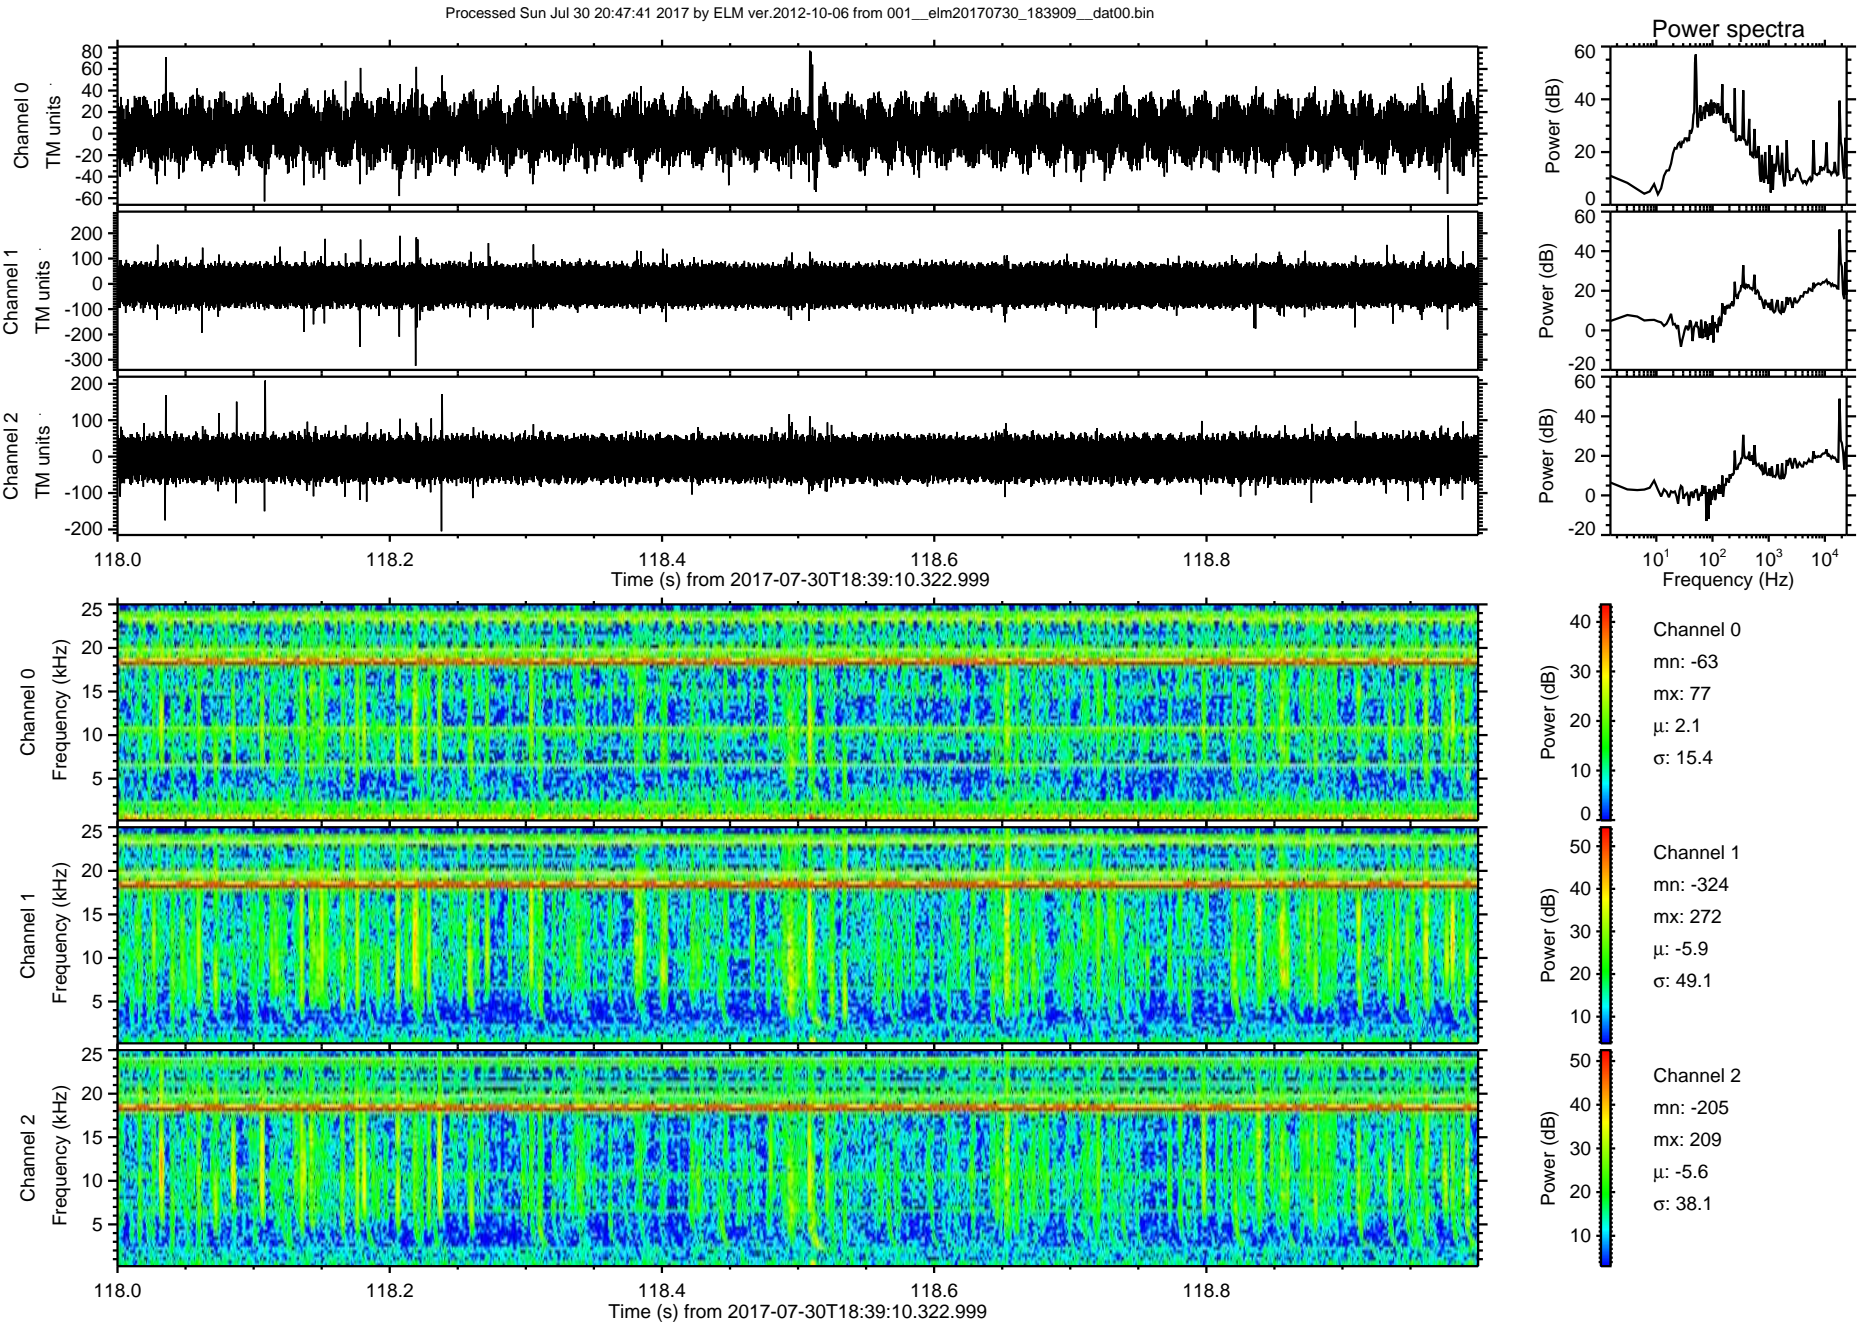 Processed Sun Jul 30 20:47:41 2017 by ELM ver.2012-10-06 from 001__elm20170730_183909__dat00.bin
Power spectra
Channel 0
TM units
80
60
40
20
0
-20
-40
-60
Power (dB)
60
40
20
0
Channel 1
TM units
200
100
0
-100
-200
-300
Power (dB)
60
40
20
0
-20
Channel 2
TM units
200
100
0
-100
-200
Power (dB)
60
40
20
0
-20
118.0 118.2 118.4 118.6 118.8
Time (s) from 2017-07-30T18:39:10.322.999
10¹ 10² 10³ 10⁴
Frequency (Hz)
Channel 0
Frequency (kHz)
25
20
15
10
5
Power (dB)
40
30
20
10
0
Channel 0
mn: -63
mx: 77
μ: 2.1
σ: 15.4
Channel 1
Frequency (kHz)
25
20
15
10
5
Power (dB)
50
40
30
20
10
Channel 1
mn: -324
mx: 272
μ: -5.9
σ: 49.1
Channel 2
Frequency (kHz)
25
20
15
10
5
Power (dB)
50
40
30
20
10
Channel 2
mn: -205
mx: 209
μ: -5.6
σ: 38.1
118.0 118.2 118.4 118.6 118.8
Time (s) from 2017-07-30T18:39:10.322.999